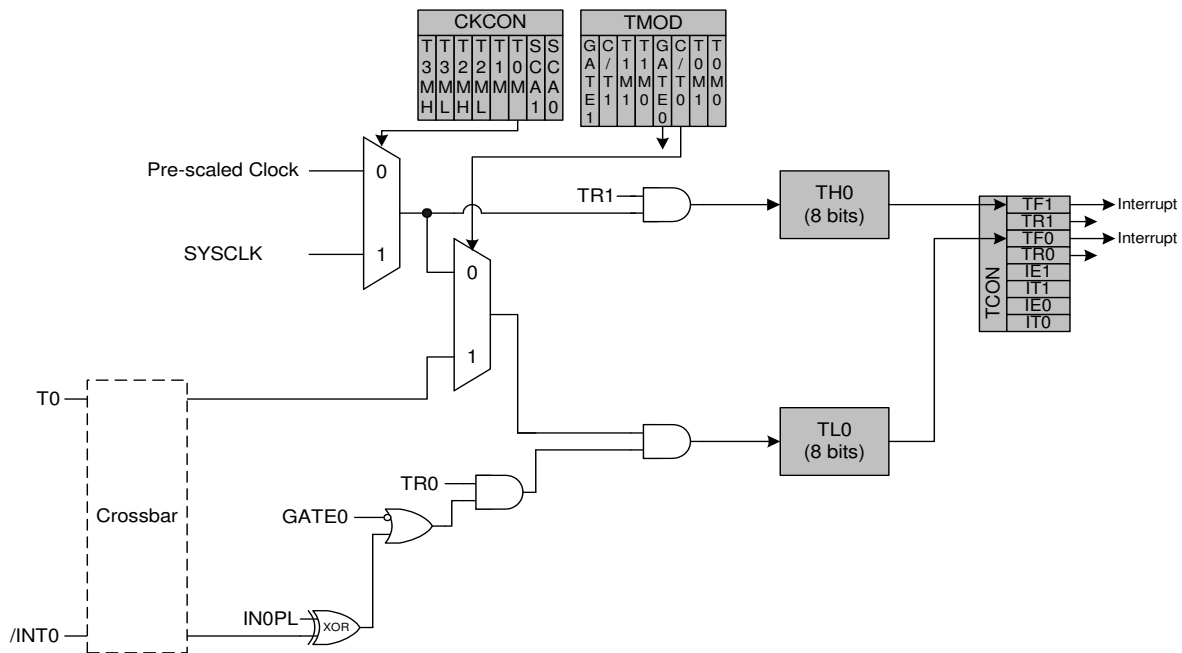 CKCON
T3MH
T3ML
T2MH
T2ML
T1M
T0M
SCA1
SCA0
TMOD
GATE1
C/T1
T1M1
T1M0
GATE0
C/T0
T0M1
T0M0
Pre-scaled Clock
0
SYSCLK
1
TR1
TH0
(8 bits)
TCON
TF1
TR1
TF0
TR0
IE1
IT1
IE0
IT0
Interrupt
Interrupt
0
1
T0
Crossbar
TL0
(8 bits)
TR0
GATE0
IN0PL
XOR
/INT0